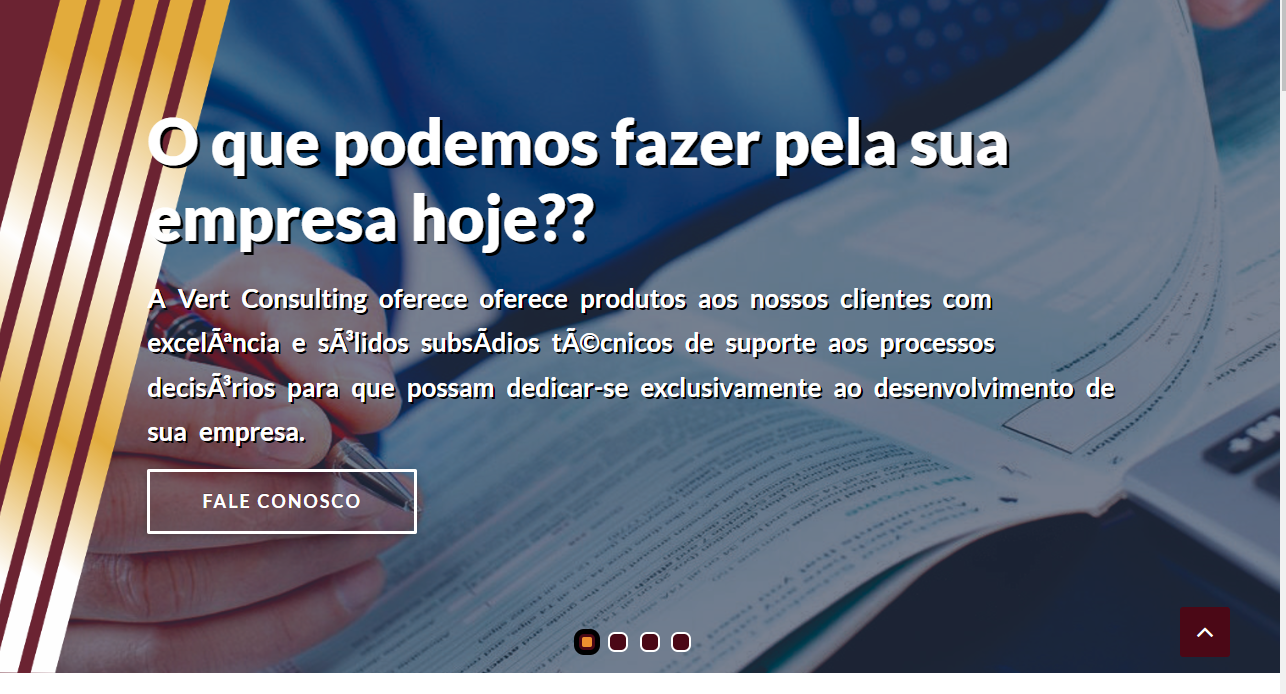 O que podemos fazer pela sua
empresa hoje??
A Vert Consulting oferece oferece produtos aos nossos clientes com
excelÃªncia e sÃ³lidos subsÃ­dios tÃ©cnicos de suporte aos processos
decisÃ³rios para que possam dedicar-se exclusivamente ao desenvolvimento de
sua empresa.
FALE CONOSCO